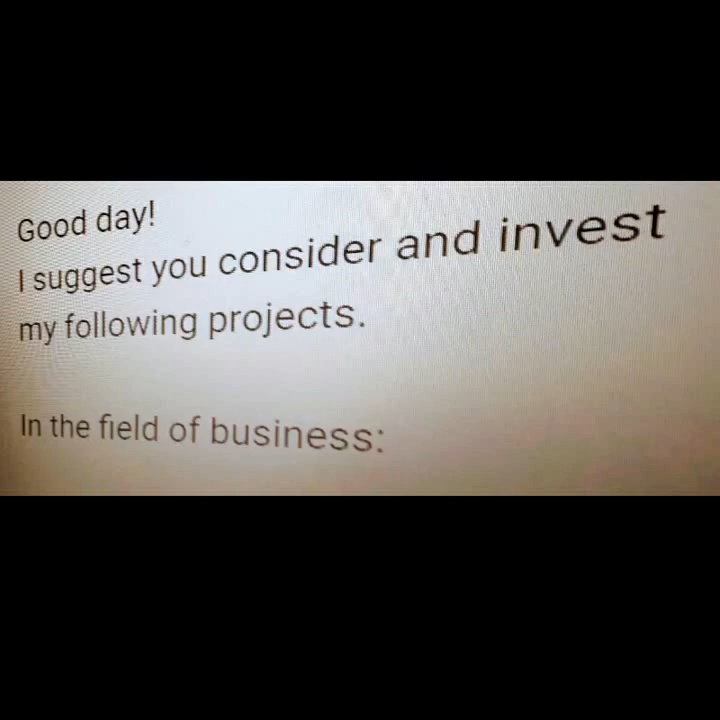 Good day!
I suggest you consider and invest
my following projects.
In the field of business: